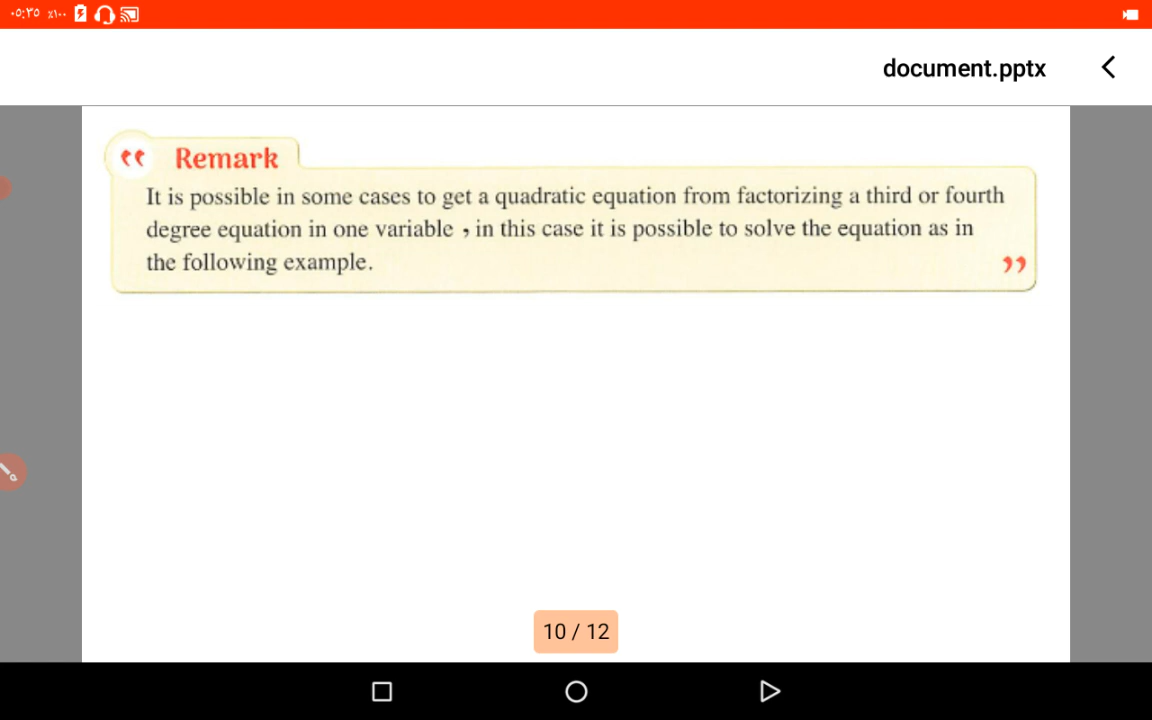 ٠٥:٣٥ ٪١٠٠
document.pptx
Remark
It is possible in some cases to get a quadratic equation from factorizing a third or fourth
degree equation in one variable , in this case it is possible to solve the equation as in
the following example.
10 / 12